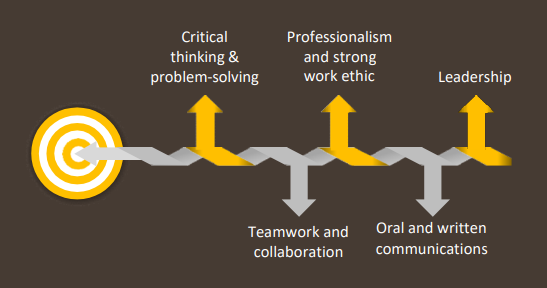 Critical
thinking &
problem-solving
Professionalism
and strong
work ethic
Leadership
Teamwork and
collaboration
Oral and written
communications